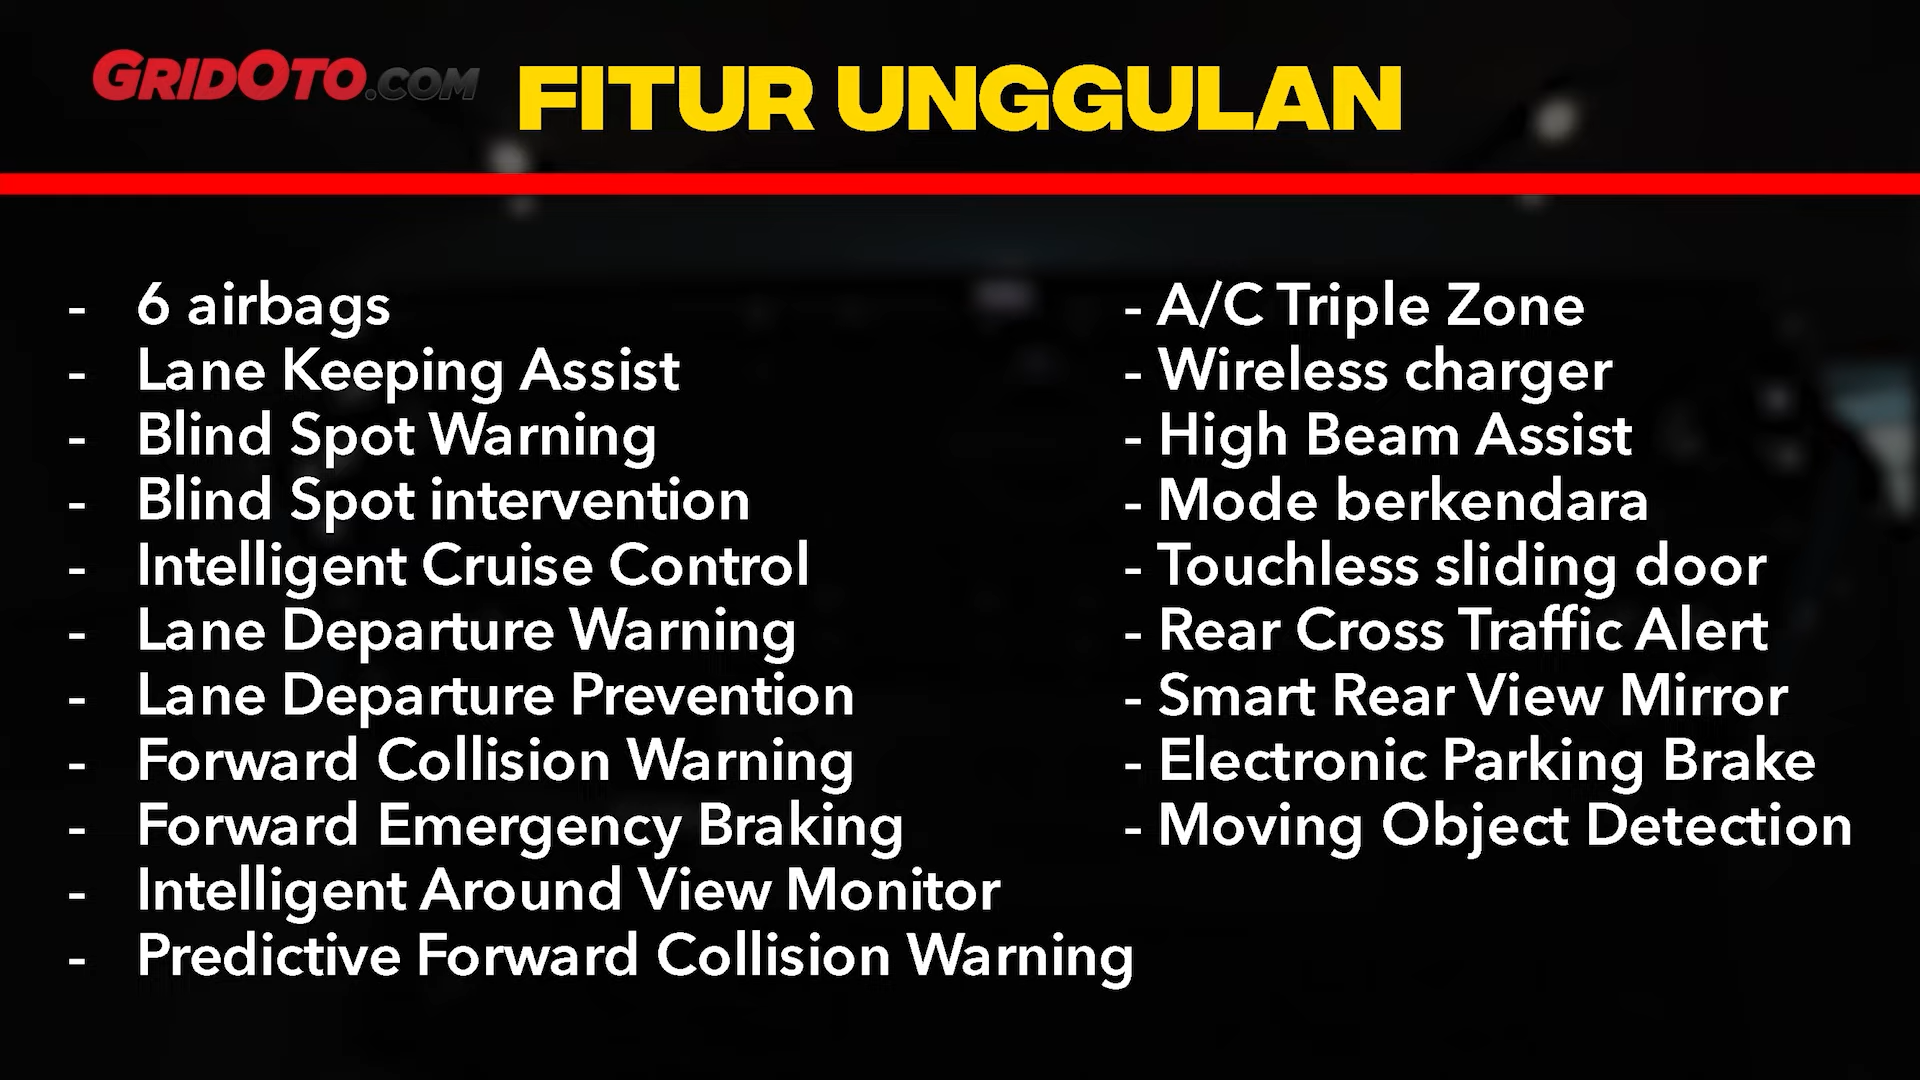 GRIDOTO.COM
FITUR UNGGULAN
- 6 airbags
- Lane Keeping Assist
- Blind Spot Warning
- Blind Spot intervention
- Intelligent Cruise Control
- Lane Departure Warning
- Lane Departure Prevention
- Forward Collision Warning
- Forward Emergency Braking
- Intelligent Around View Monitor
- Predictive Forward Collision Warning
- A/C Triple Zone
- Wireless charger
- High Beam Assist
- Mode berkendara
- Touchless sliding door
- Rear Cross Traffic Alert
- Smart Rear View Mirror
- Electronic Parking Brake
- Moving Object Detection